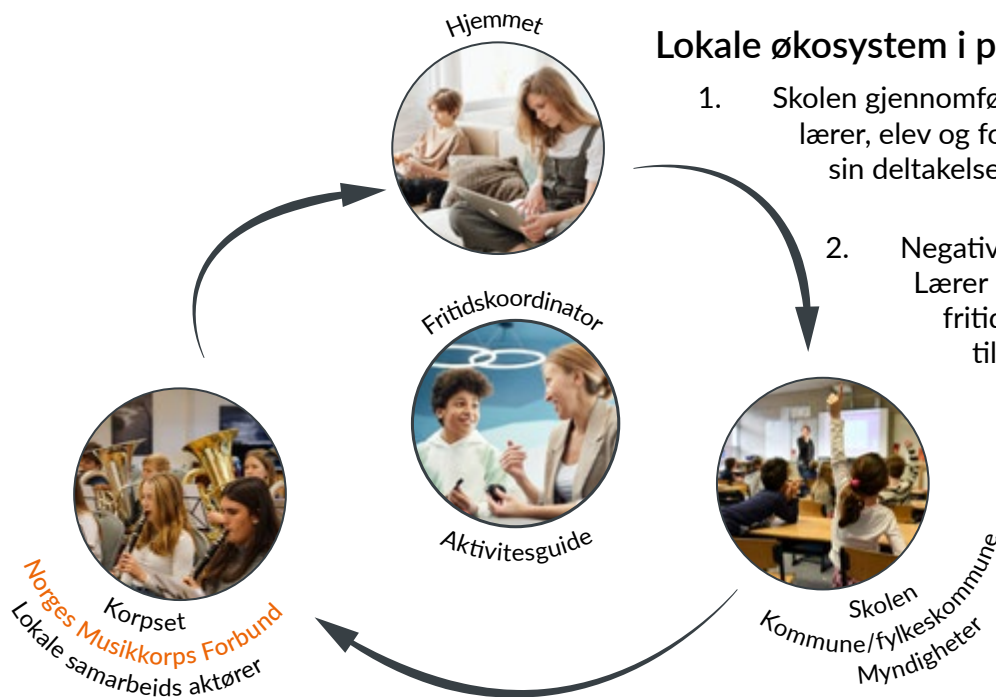 Hjemmet
Lokale økosystem i p
1. Skolen gjennomfø
lærer, elev og fo
sin deltakelse
2. Negativ
Lærer
fritid
til
Fritidskoordinator
Aktivitesguide
Korpset
Norges Musikkorps Forbund
Lokale samarbeids aktører
Skolen
Kommune/fylkeskommune
Myndigheter